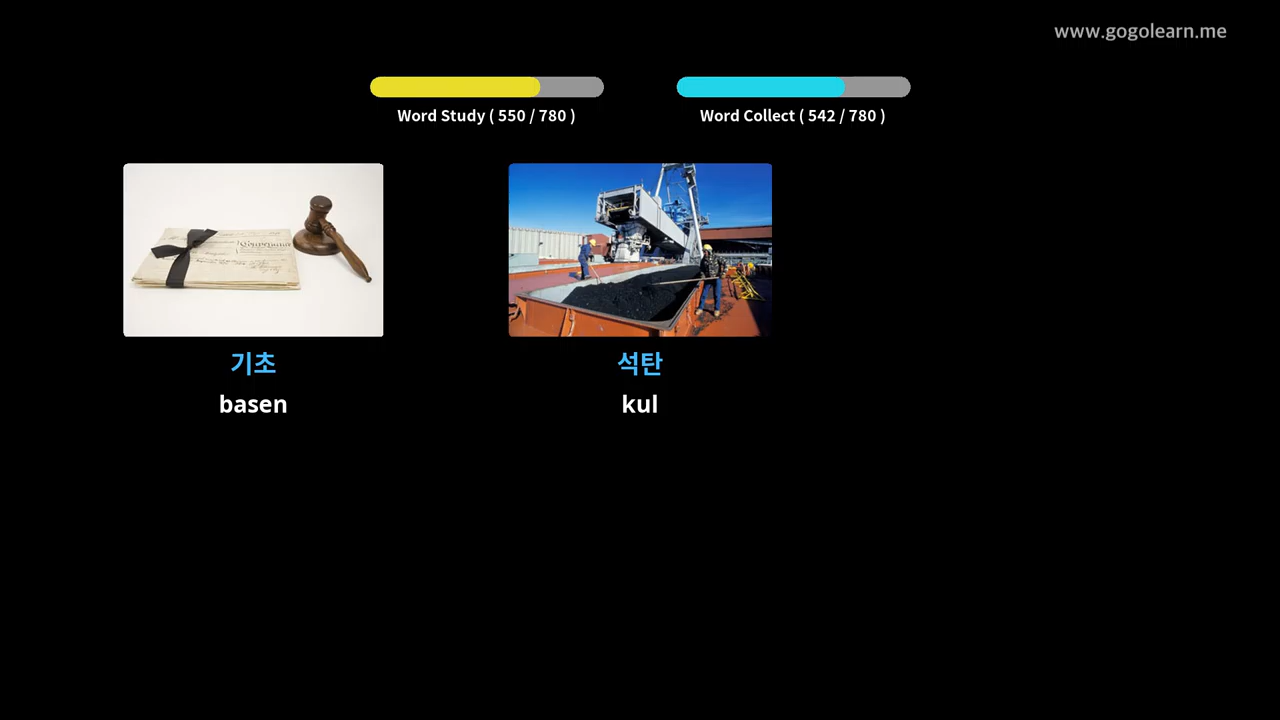 www.gogolearn.me
Word Study ( 550 / 780 )
Word Collect ( 542 / 780 )
기초
basen
석탄
kul